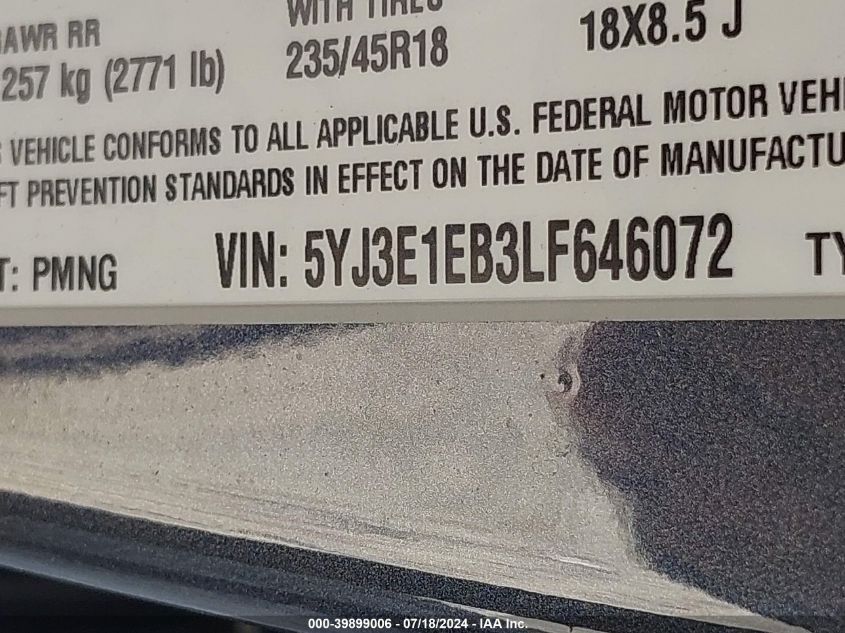 GAWR RR
257 kg (2771 lb)
WITH TIRES
235/45R18
18X8.5 J
VEHICLE CONFORMS TO ALL APPLICABLE U.S. FEDERAL MOTOR VEHI
FT PREVENTION STANDARDS IN EFFECT ON THE DATE OF MANUFACTU
T: PMNG
VIN: 5YJ3E1EB3LF646072
TY
000-39899006 - 07/18/2024 - IAA Inc.